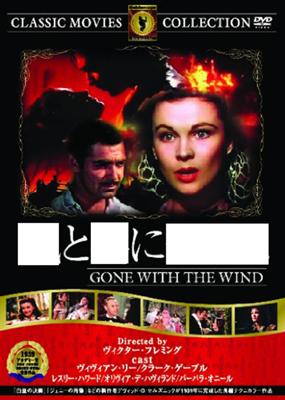 CLASSIC MOVIES COLLECTION
DVD
と に
GONE WITH THE WIND
1939
Directed by
ヴィクター・フレミング
cast
ヴィヴィアン・リー/クラーク・ゲーブル
レスリー・ハワード/オリヴィア・デ・ハヴィランド/バーバラ・オニール